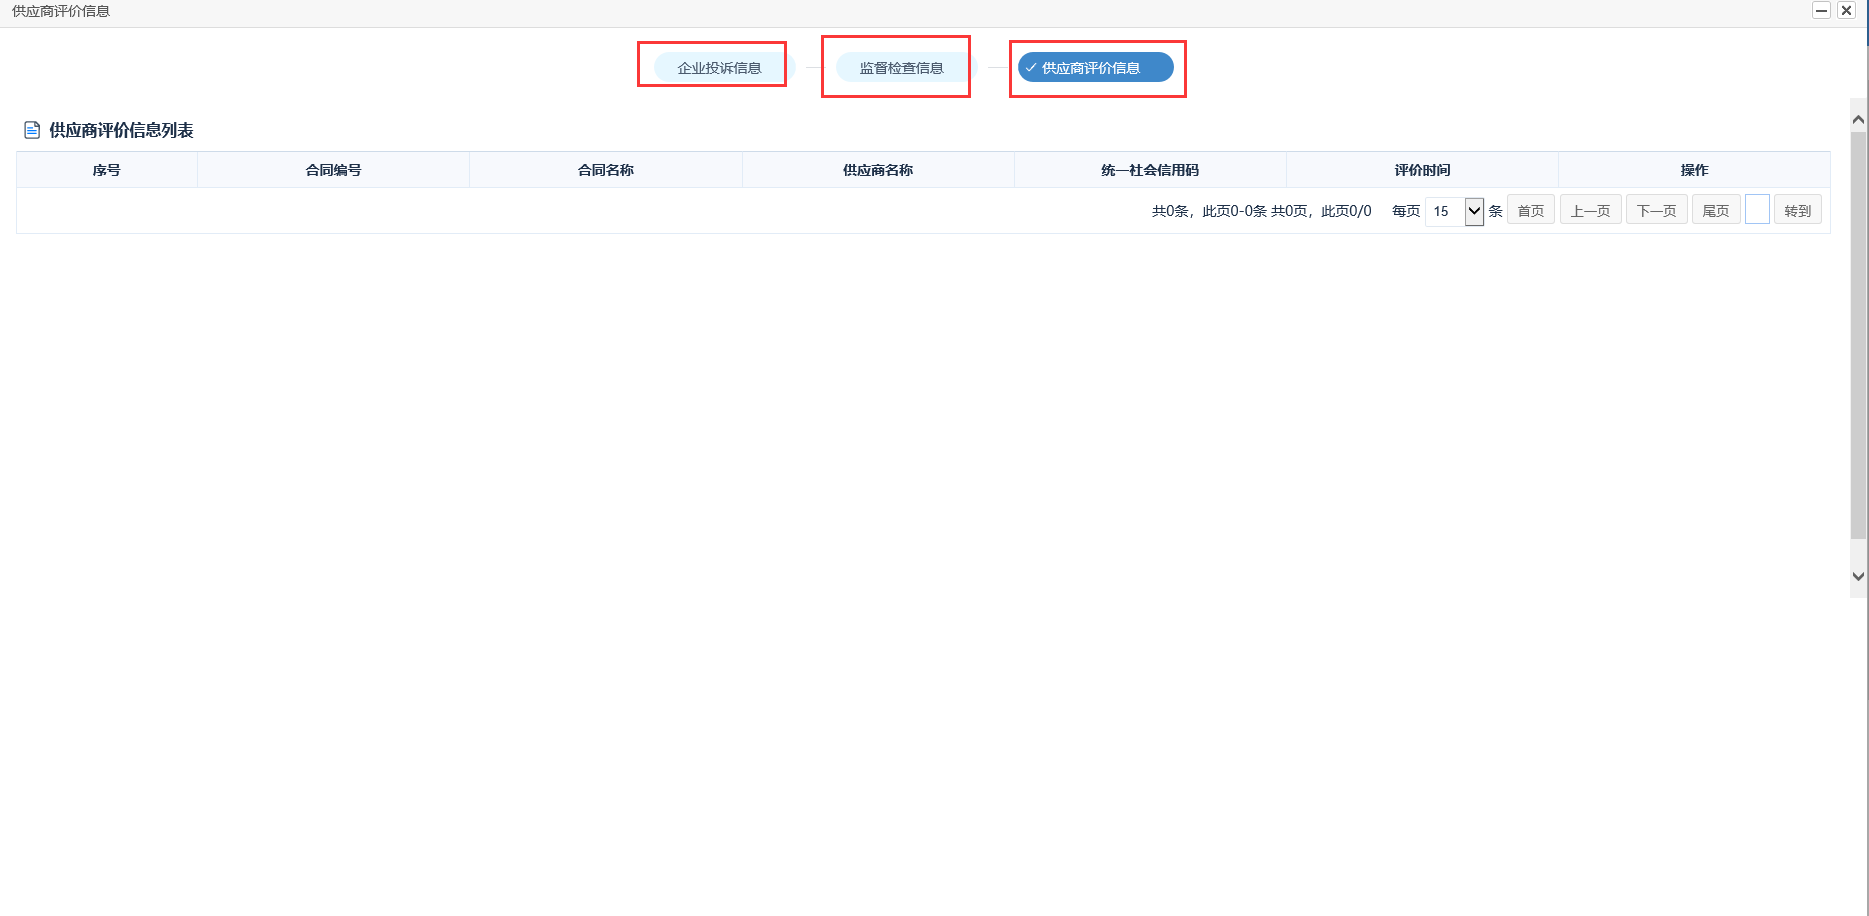 供应商评价信息
企业投诉信息 监督检查信息 供应商评价信息
供应商评价信息列表
序号 合同编号 合同名称 供应商名称 统一社会信用码 评价时间 操作
共0条，此页0-0条 共0页，此页0/0 每页 15 条 首页 上一页 下一页 尾页 转到